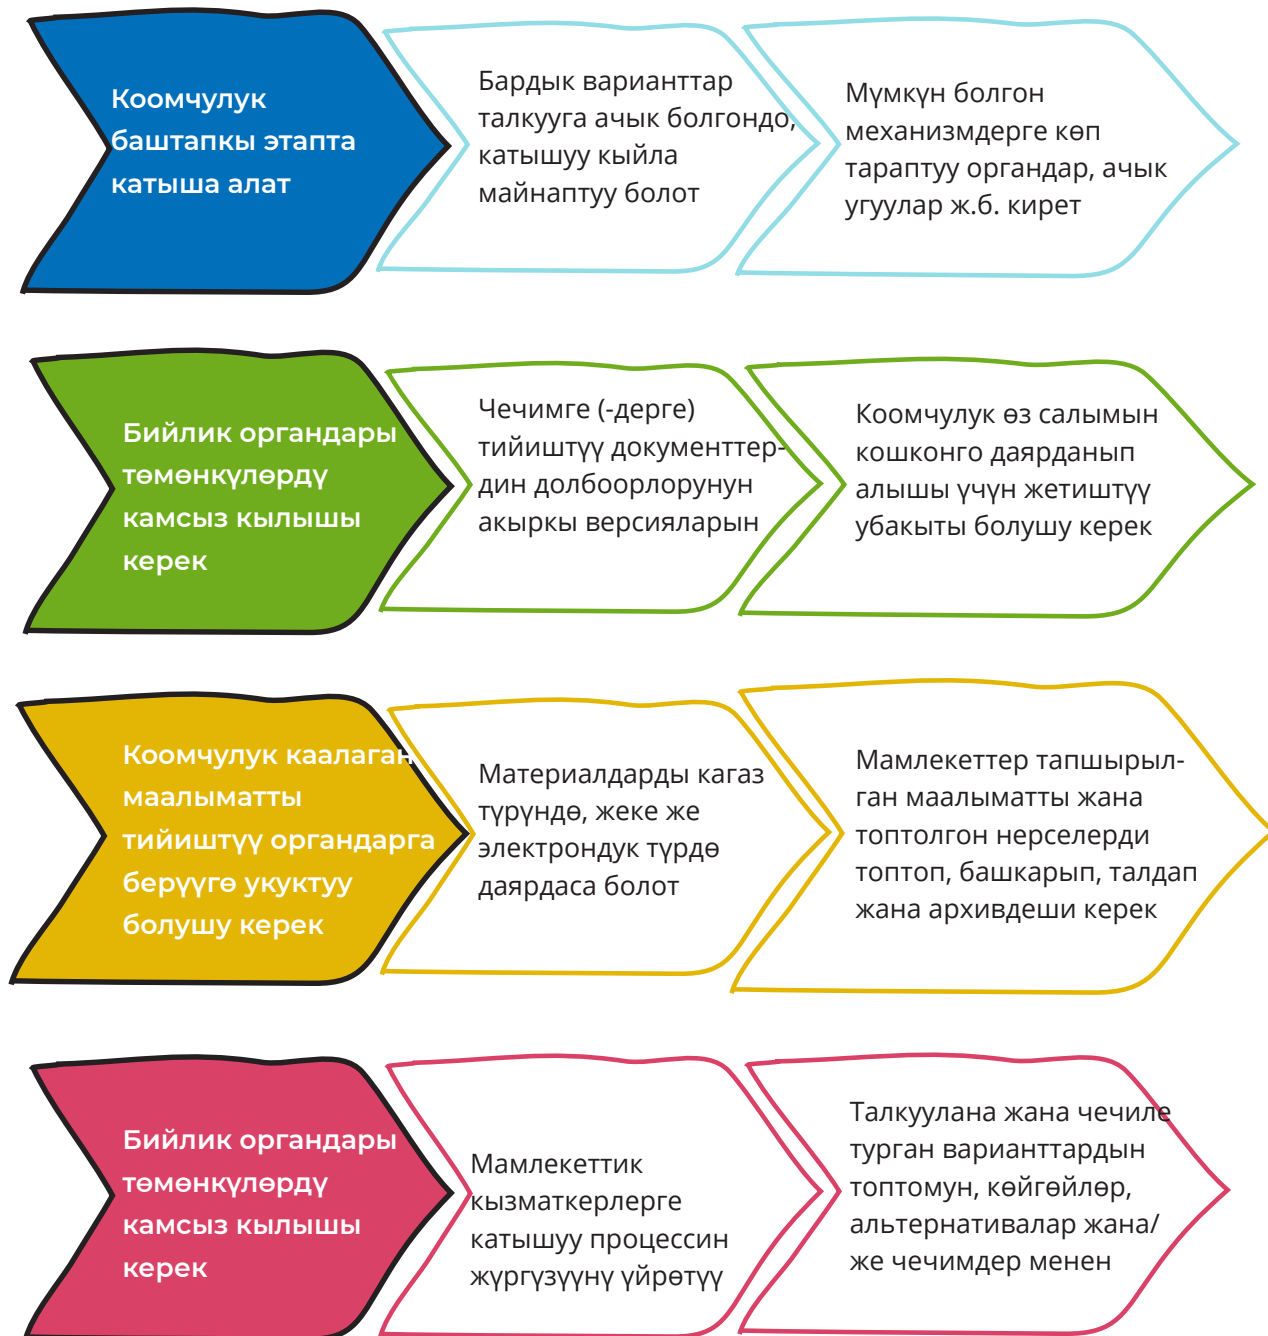 Коомчулук
баштапкы этапта
катыша алат
Бардык варианттар
талкууга ачык болгондо,
катышуу кыйла
майнаптуу болот
Мүмкүн болгон
механизмдерге көп
тараптуу органдар, ачык
угуулар ж.б. кирет
Бийлик органдары
төмөнкүлөрдү
камсыз кылышы
керек
Чечимге (-дерге)
тийиштүү документтер-
дин долбоорлорунун
акыркы версияларын
Коомчулук өз салымын
кошконго даярданып
алышы үчүн жетиштүү
убакыты болушу керек
Коомчулук каалаган
маалыматты
тийиштүү органдарга
берүүгө укуктуу
болушу керек
Материалдарды кагаз
түрүндө, жеке же
электрондук түрдө
даярдаса болот
Мамлекеттер тапшырыл-
ган маалыматты жана
топтолгон нерселерди
топтоп, башкарып, талдап
жана архивдеши керек
Бийлик органдары
төмөнкүлөрдү
камсыз кылышы
керек
Мамлекеттик
кызматкерлерге
катышуу процессин
жүргүзүүнү үйрөтүү
Талкуулана жана чечиле
турган варианттардын
топтомун, көйгөйлөр,
альтернативалар жана/
же чечимдер менен